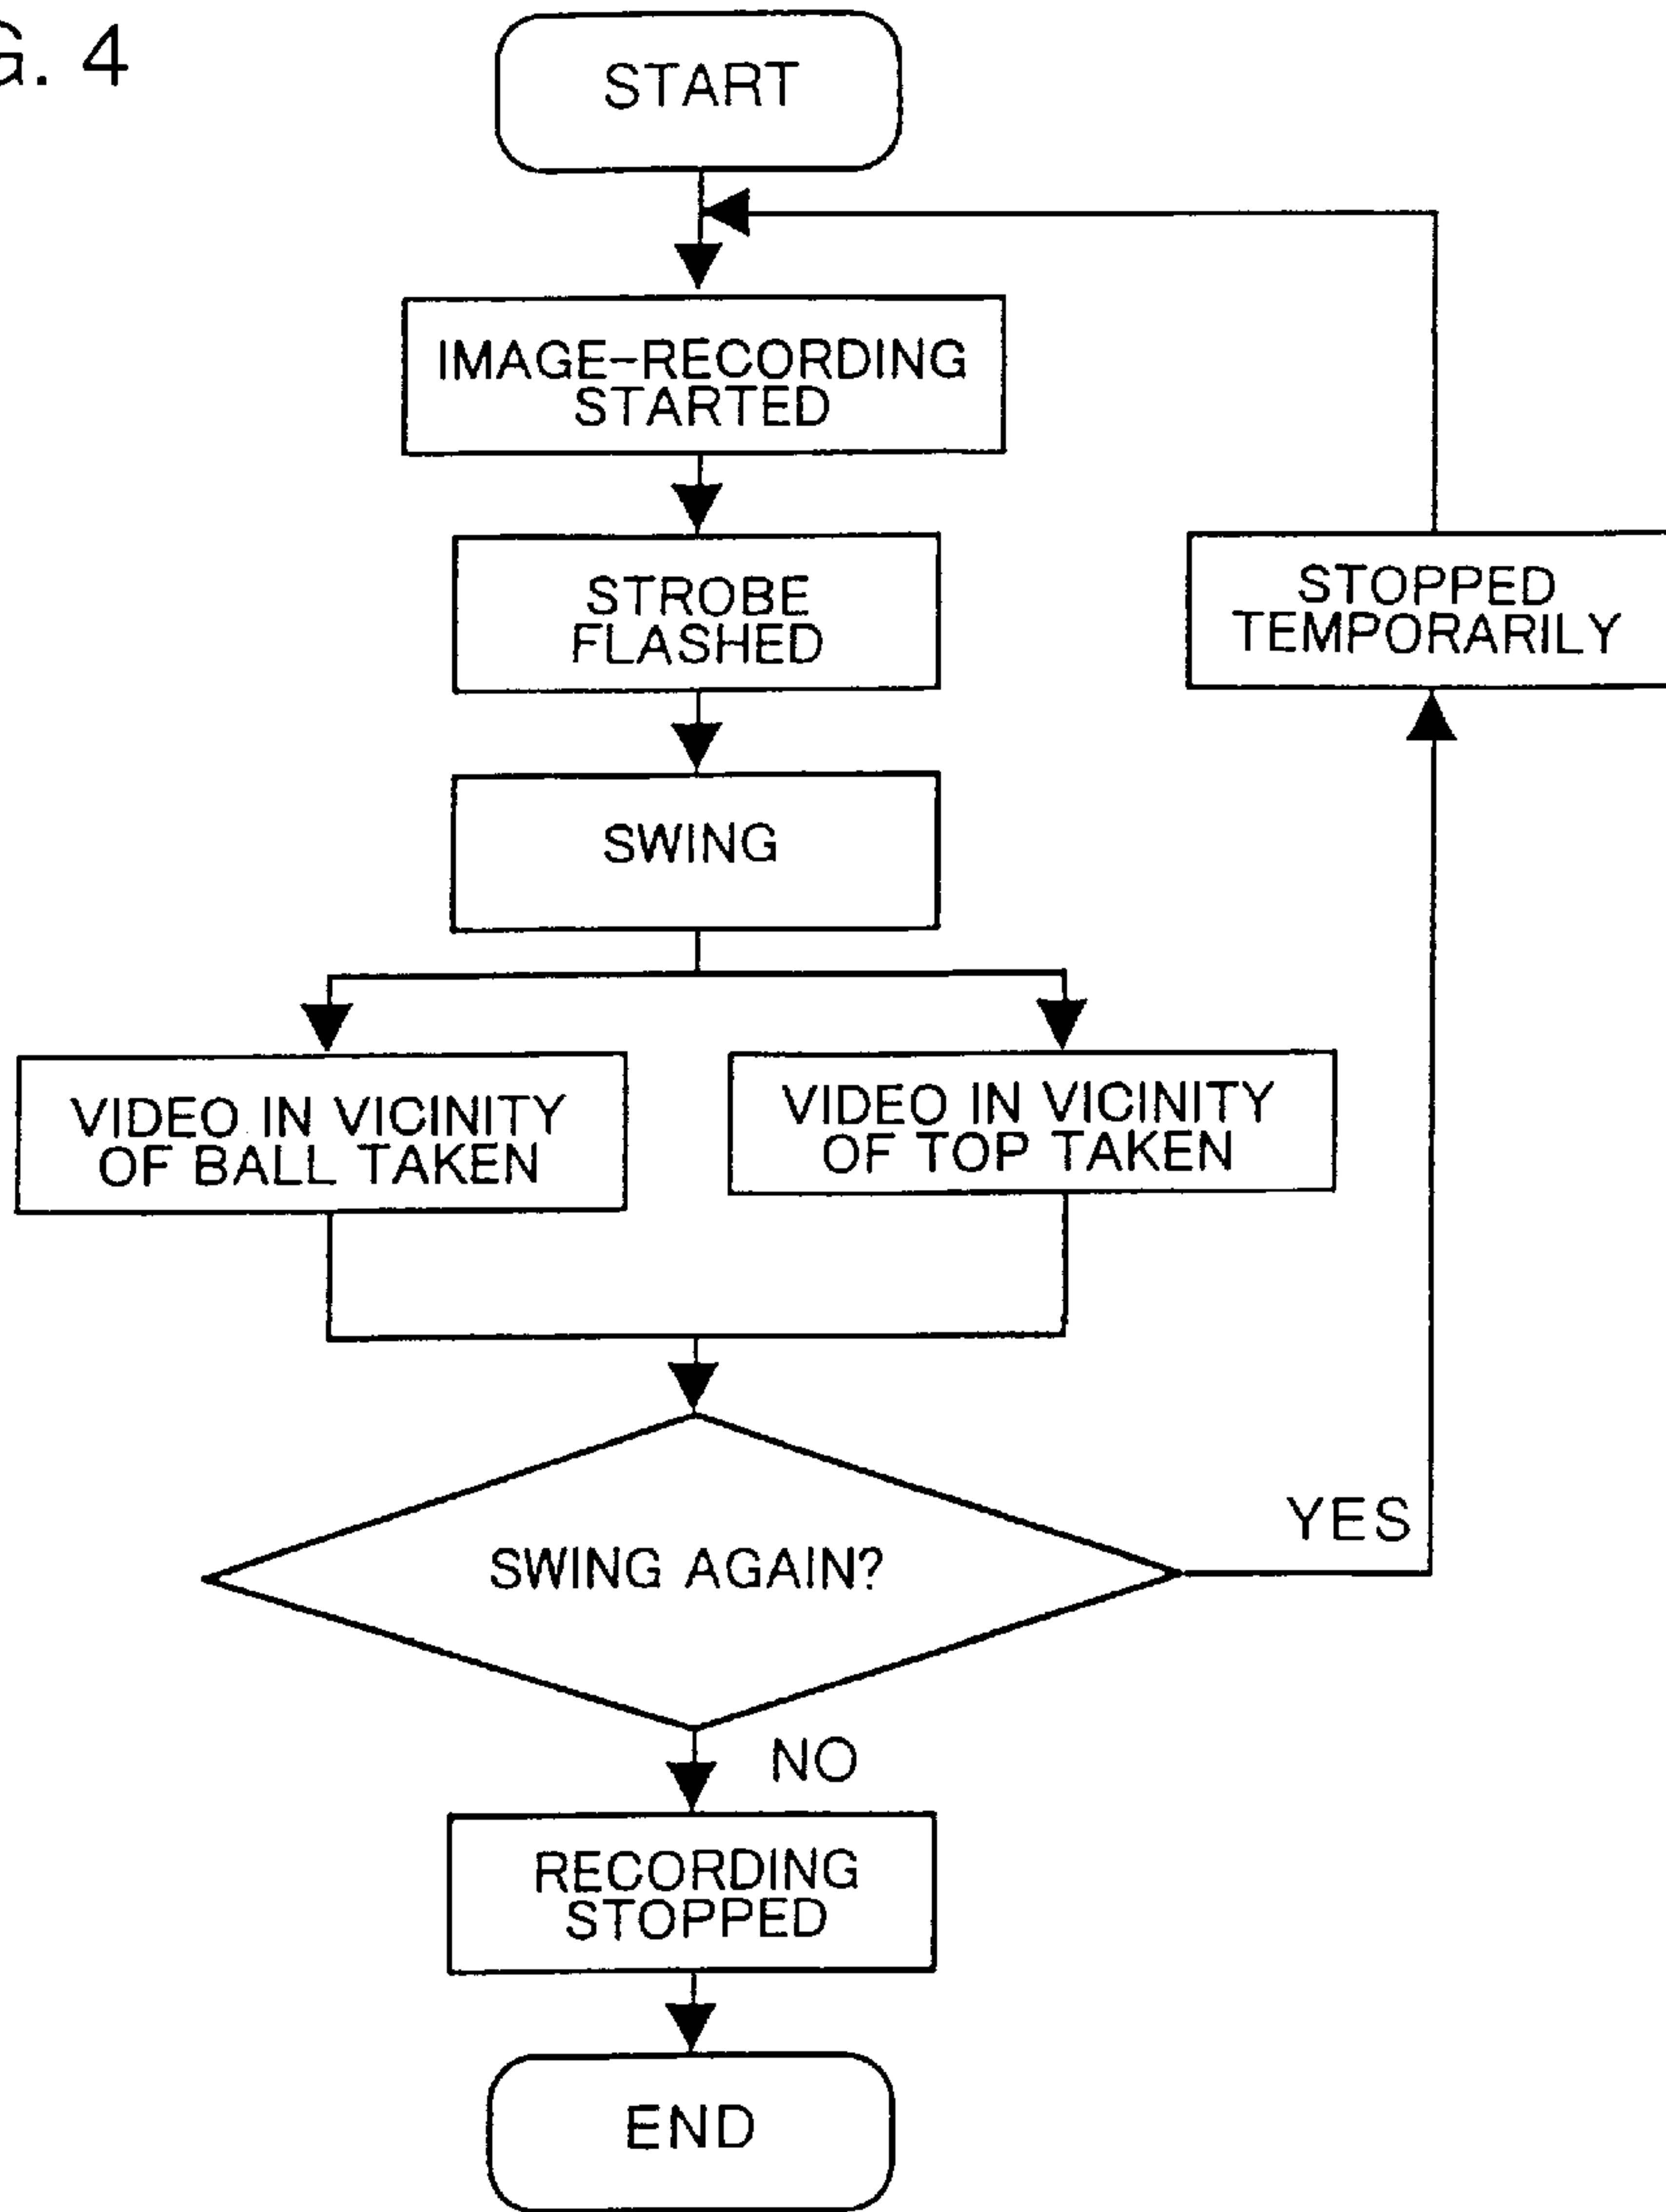 G. 4
START
IMAGE-RECORDING
STARTED
STROBE
FLASHED
STOPPED
TEMPORARILY
SWING
VIDEO IN VICINITY
OF BALL TAKEN
VIDEO IN VICINITY
OF TOP TAKEN
SWING AGAIN?
YES
NO
RECORDING
STOPPED
END